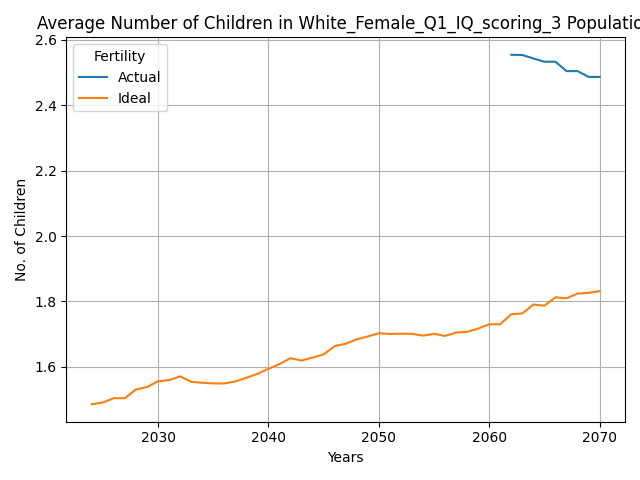 Average Number of Children in White_Female_Q1_IQ_scoring_3 Populatio
No. of Children
2.6
2.4
2.2
2.0
1.8
1.6
Fertility
Actual
Ideal
2030 2040 2050 2060 2070
Years